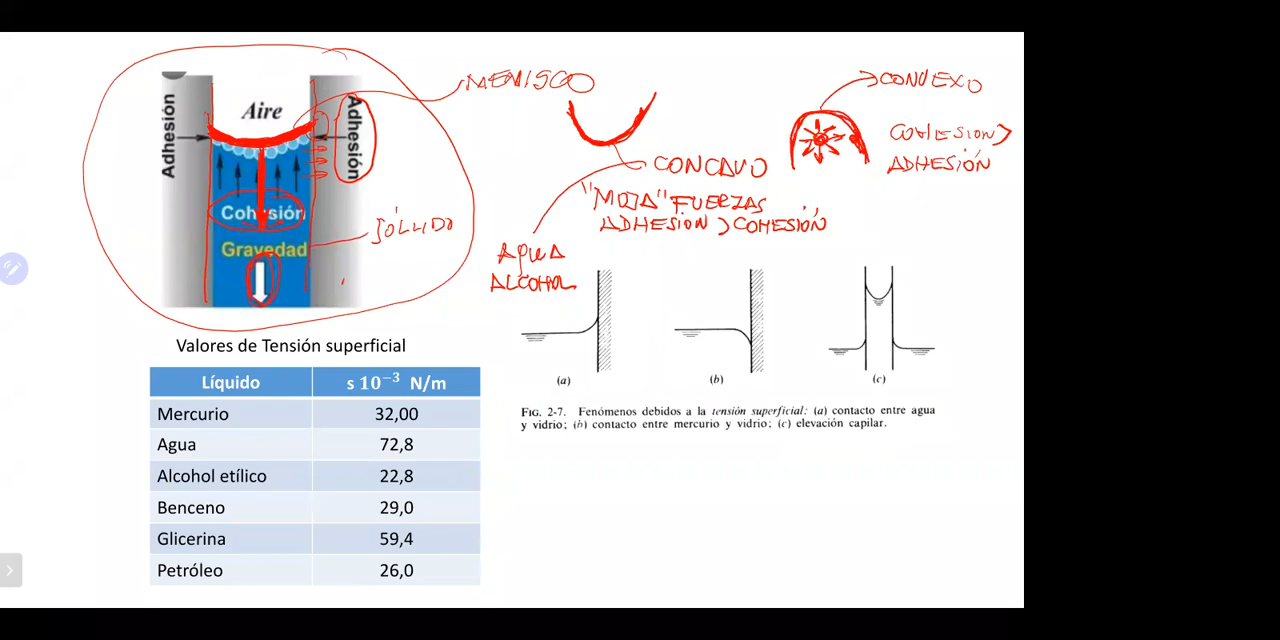 Aire
Adhesión
Adhesión
Cohesión
Gravedad
MENISCO
SÓLIDO
CONCAVO
"MOJA" FUERZAS
ADHESIÓN > COHESIÓN
AGUA
ALCOHOL
CONVEXO
COHESION >
ADHESIÓN
Valores de Tensión superficial
Líquido s 10⁻³ N/m
Mercurio 32,00
Agua 72,8
Alcohol etílico 22,8
Benceno 29,0
Glicerina 59,4
Petróleo 26,0
(a) (b) (c)
FIG. 2-7. Fenómenos debidos a la tensión superficial: (a) contacto entre agua
y vidrio; (b) contacto entre mercurio y vidrio; (c) elevación capilar.